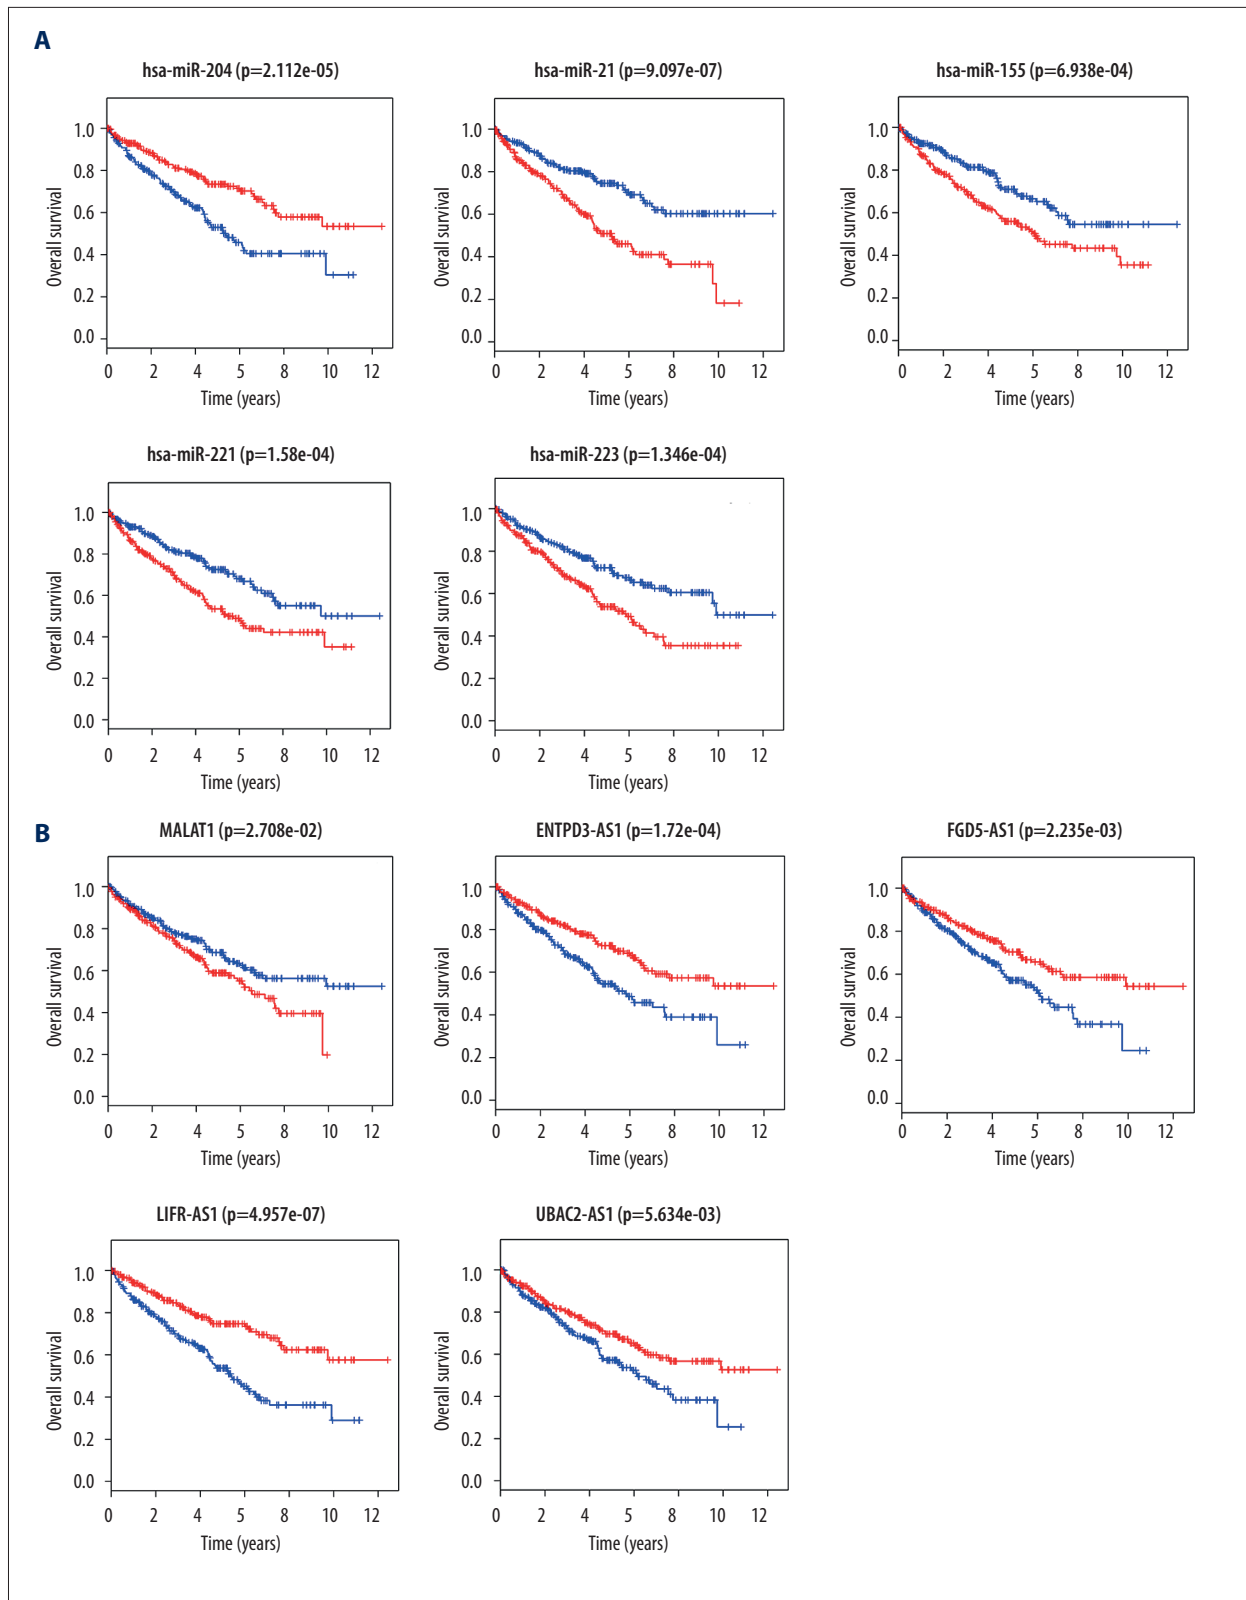 A
hsa-miR-204 (p=2.112e-05)
hsa-miR-21 (p=9.097e-07)
hsa-miR-155 (p=6.938e-04)
Overall survival
1.0
0.8
0.6
0.4
0.2
0.0
0 2 4 5 8 10 12
Time (years)
Overall survival
1.0
0.8
0.6
0.4
0.2
0.0
0 2 4 5 8 10 12
Time (years)
Overall survival
1.0
0.8
0.6
0.4
0.2
0.0
0 2 4 5 8 10 12
Time (years)
hsa-miR-221 (p=1.58e-04)
hsa-miR-223 (p=1.346e-04)
Overall survival
1.0
0.8
0.6
0.4
0.2
0.0
0 2 4 5 8 10 12
Time (years)
Overall survival
1.0
0.8
0.6
0.4
0.2
0.0
0 2 4 5 8 10 12
Time (years)
B
MALAT1 (p=2.708e-02)
ENTPD3-AS1 (p=1.72e-04)
FGD5-AS1 (p=2.235e-03)
Overall survival
1.0
0.8
0.6
0.4
0.2
0.0
0 2 4 5 8 10 12
Time (years)
Overall survival
1.0
0.8
0.6
0.4
0.2
0.0
0 2 4 5 8 10 12
Time (years)
Overall survival
1.0
0.8
0.6
0.4
0.2
0.0
0 2 4 5 8 10 12
Time (years)
LIFR-AS1 (p=4.957e-07)
UBAC2-AS1 (p=5.634e-03)
Overall survival
1.0
0.8
0.6
0.4
0.2
0.0
0 2 4 5 8 10 12
Time (years)
Overall survival
1.0
0.8
0.6
0.4
0.2
0.0
0 2 4 5 8 10 12
Time (years)